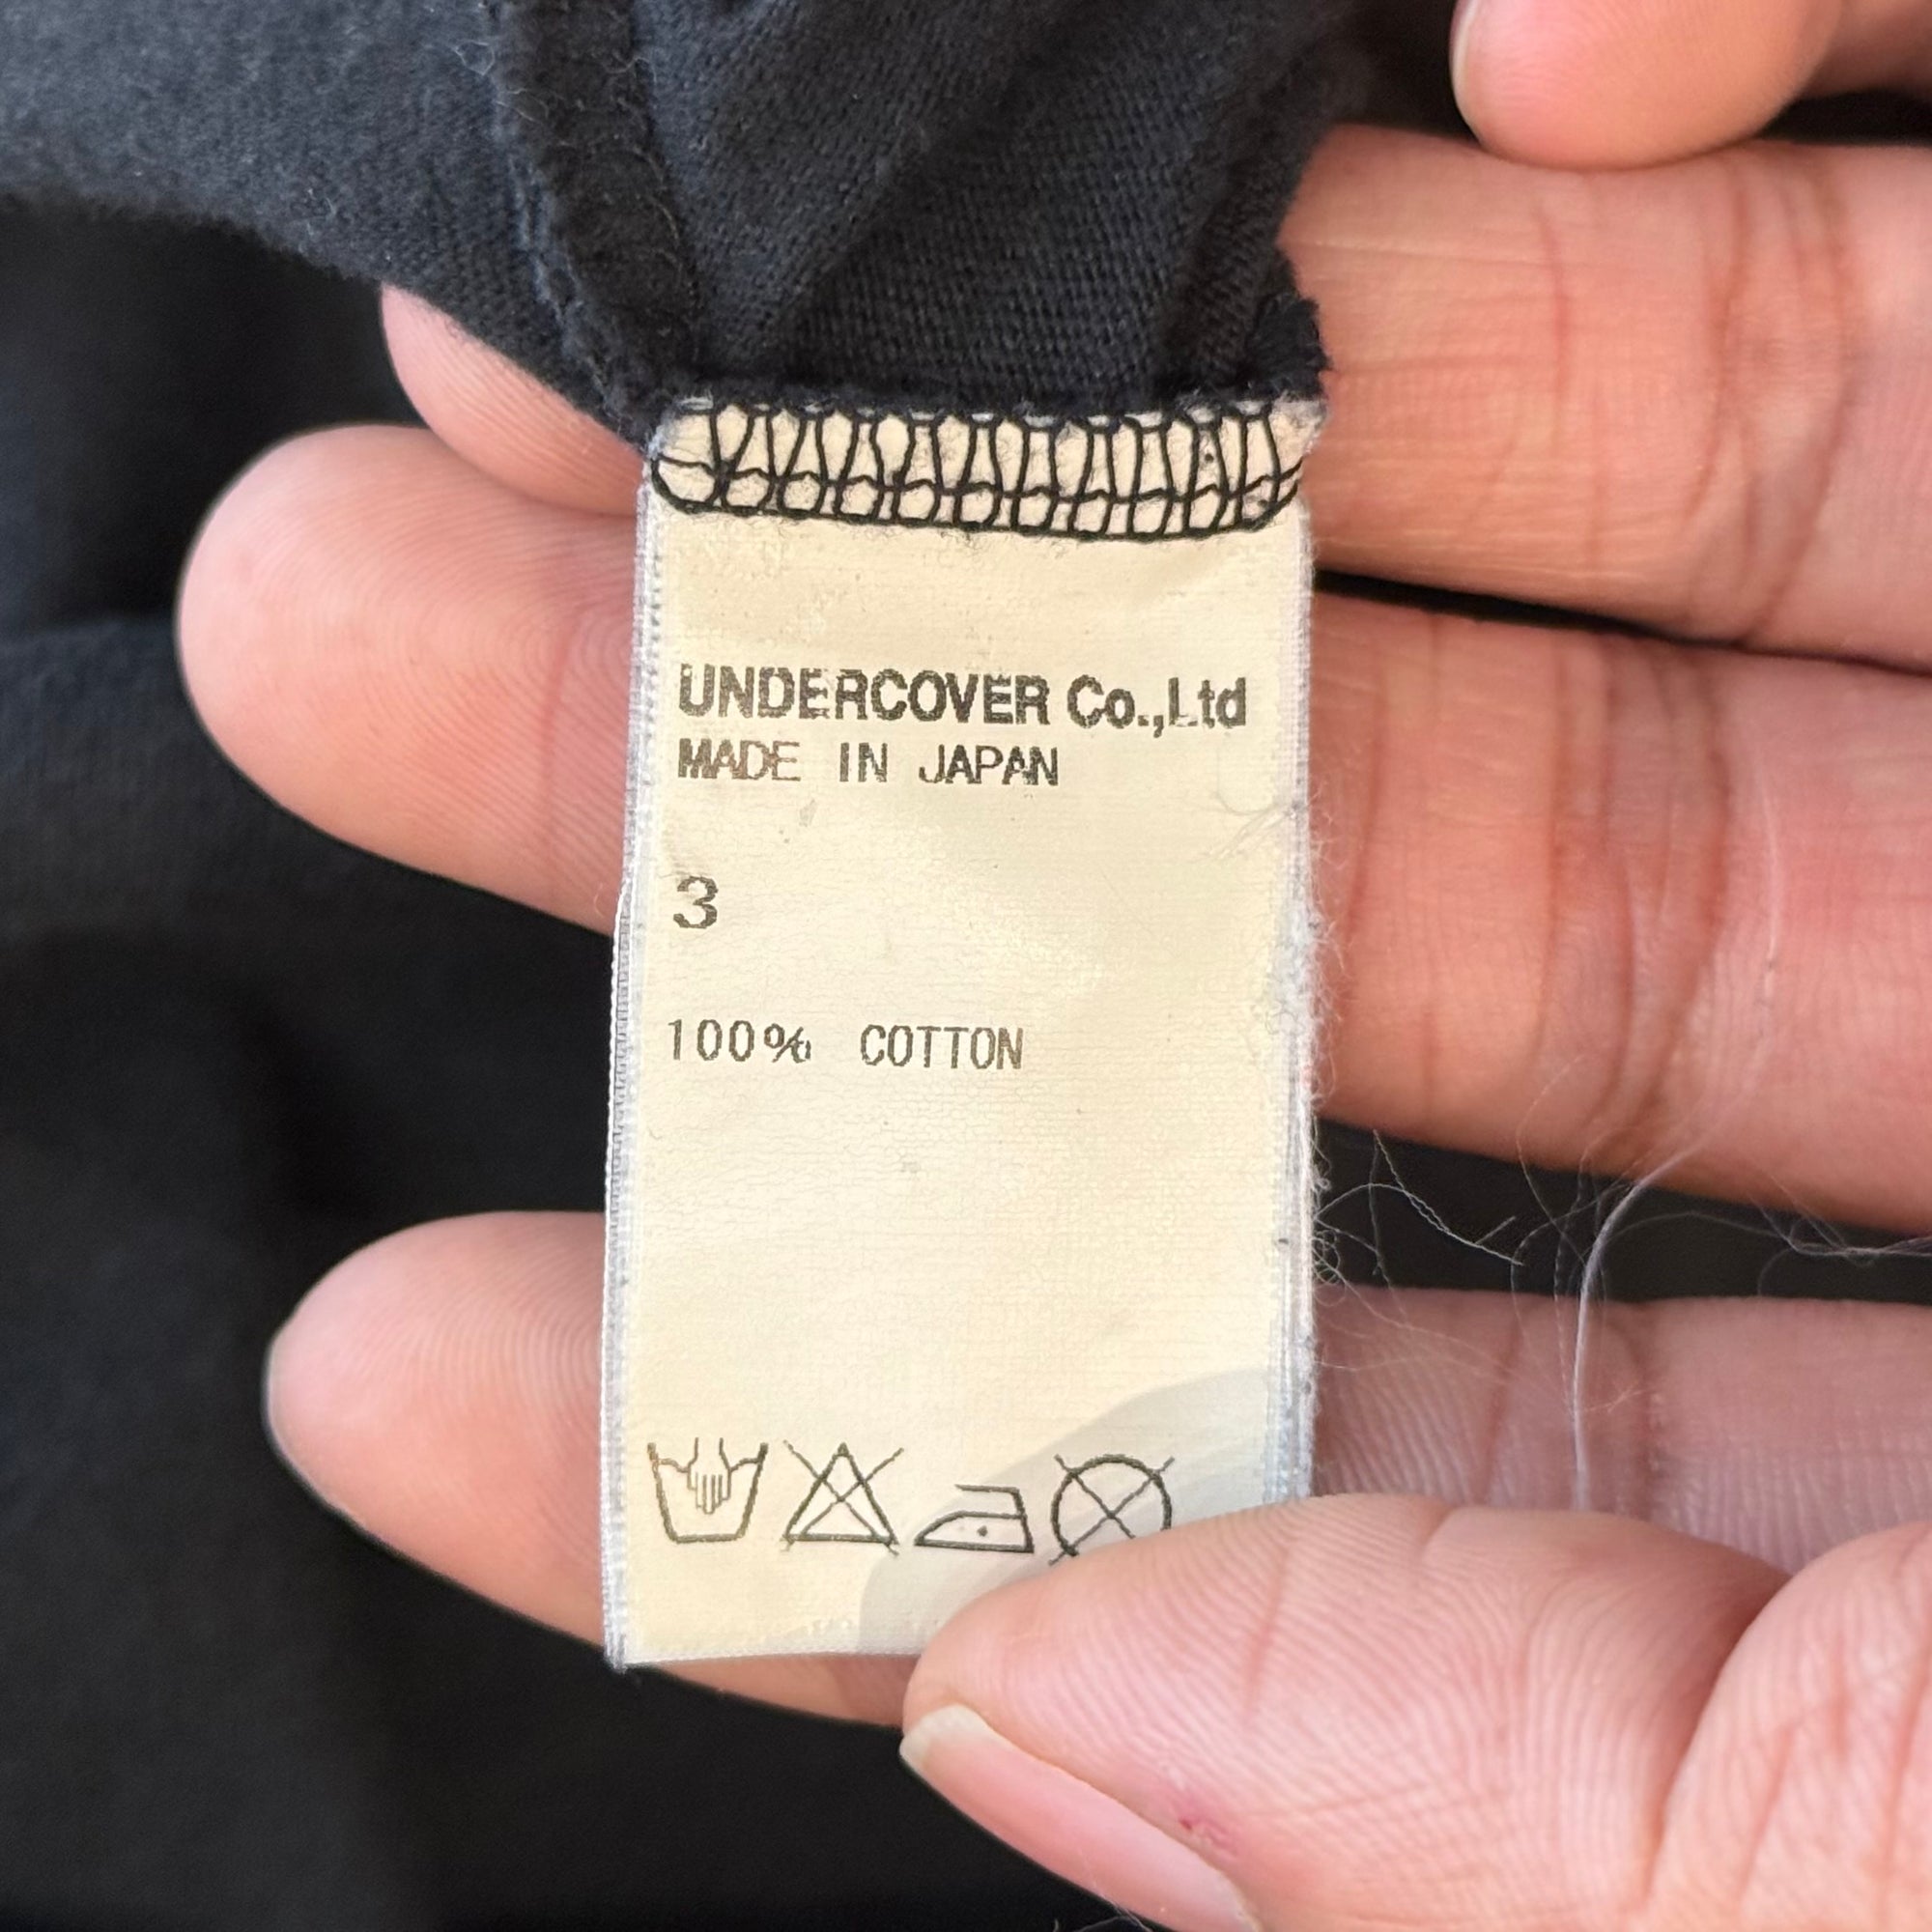 UNDERCOVER Co.,Ltd
MADE IN JAPAN
3
100% COTTON